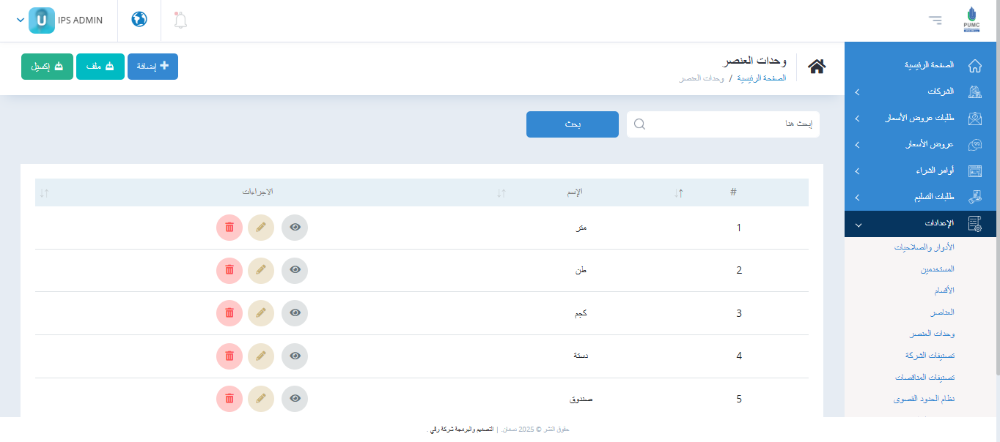 PUMC
IPS ADMIN
الصفحة الرئيسية
الشركات
طلبات عروض الأسعار
عروض الأسعار
أوامر الشراء
طلبات التسليم
الإعدادات
الأدوار والصلاحيات
المستخدمين
الأقسام
العناصر
وحدات العنصر
تصنيفات الشركة
تصنيفات المناقصات
نظام الحدود القصوى
وحدات العنصر
الصفحة الرئيسية / وحدات العنصر
إضافة
ملف
إكسيل
إبحث هنا
بحث
# الإسم الاجراءات
1 متر
2 طن
3 كجم
4 دستة
5 صندوق
حقوق النشر © 2025 نسمان. | التصميم والبرمجة شركة رقي .